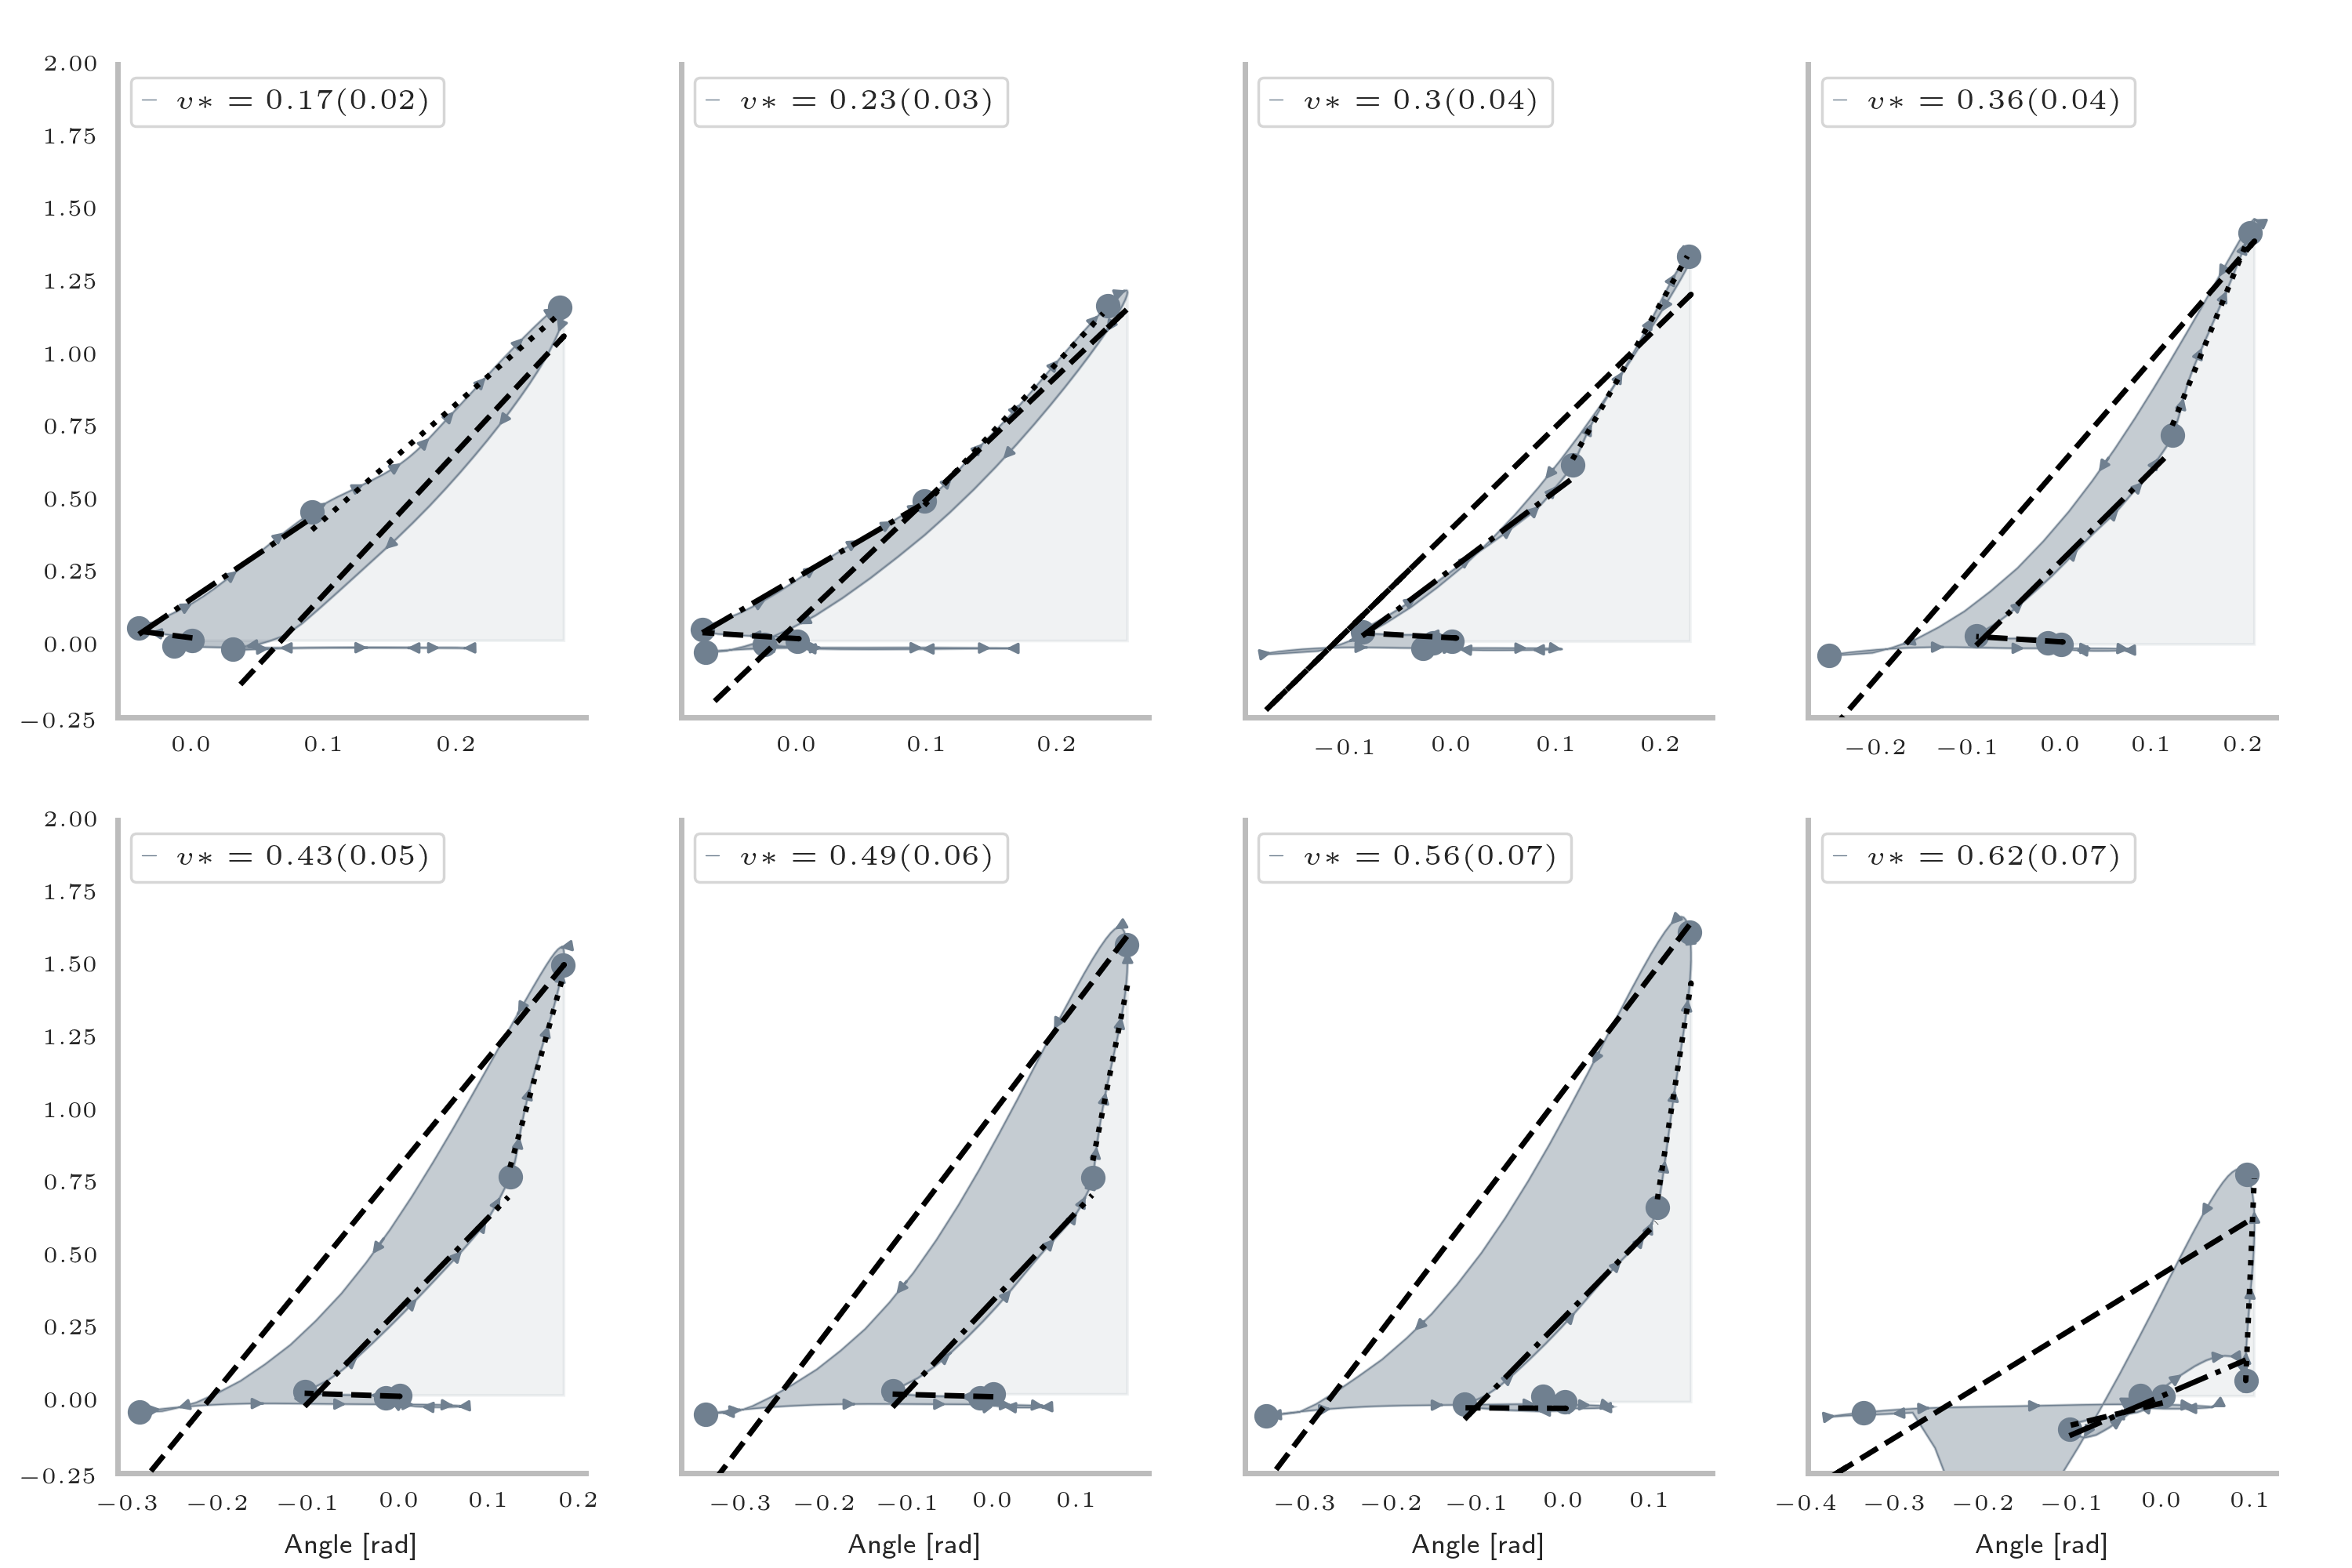 2.00
1.75
1.50
1.25
1.00
0.75
0.50
0.25
0.00
−0.25
v∗ = 0.17(0.02)
0.0 0.1 0.2
v∗ = 0.23(0.03)
0.0 0.1 0.2
v∗ = 0.3(0.04)
−0.1 0.0 0.1 0.2
v∗ = 0.36(0.04)
−0.2 −0.1 0.0 0.1 0.2
2.00
1.75
1.50
1.25
1.00
0.75
0.50
0.25
0.00
−0.25
v∗ = 0.43(0.05)
−0.3 −0.2 −0.1 0.0 0.1 0.2
Angle [rad]
v∗ = 0.49(0.06)
−0.3 −0.2 −0.1 0.0 0.1
Angle [rad]
v∗ = 0.56(0.07)
−0.3 −0.2 −0.1 0.0 0.1
Angle [rad]
v∗ = 0.62(0.07)
−0.4 −0.3 −0.2 −0.1 0.0 0.1
Angle [rad]